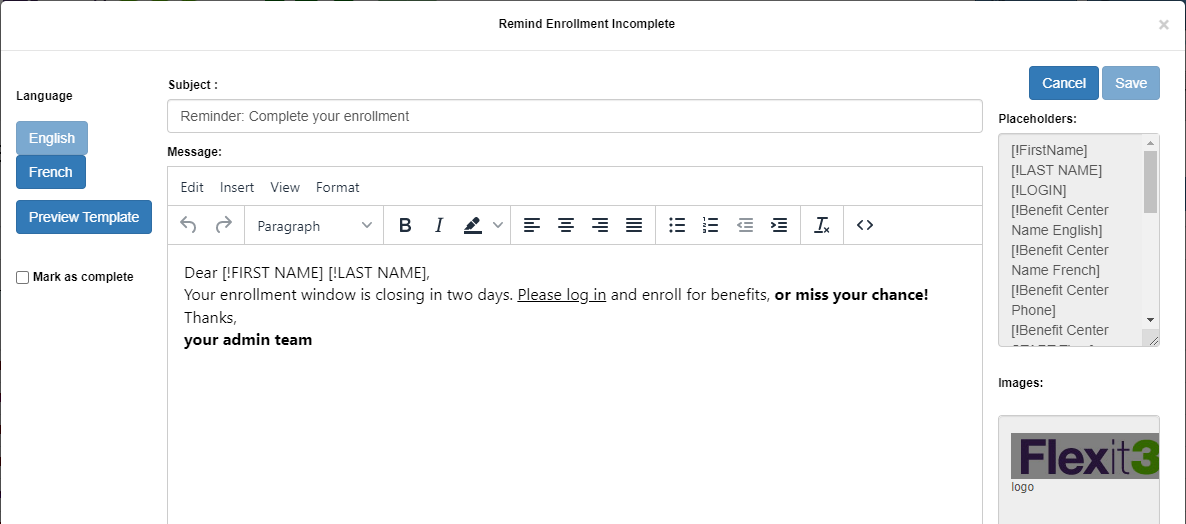 Remind Enrollment Incomplete
×
Language
English
French
Preview Template
Mark as complete
Subject :
Reminder: Complete your enrollment
Message:
Edit Insert View Format
Paragraph B I
Dear [!FIRST NAME] [!LAST NAME],
Your enrollment window is closing in two days. Please log in and enroll for benefits, or miss your chance!
Thanks,
your admin team
Cancel Save
Placeholders:
[!FirstName]
[!LAST NAME]
[!LOGIN]
[!Benefit Center
Name English]
[!Benefit Center
Name French]
[!Benefit Center
Phone]
[!Benefit Center
Images:
Flexit3
logo